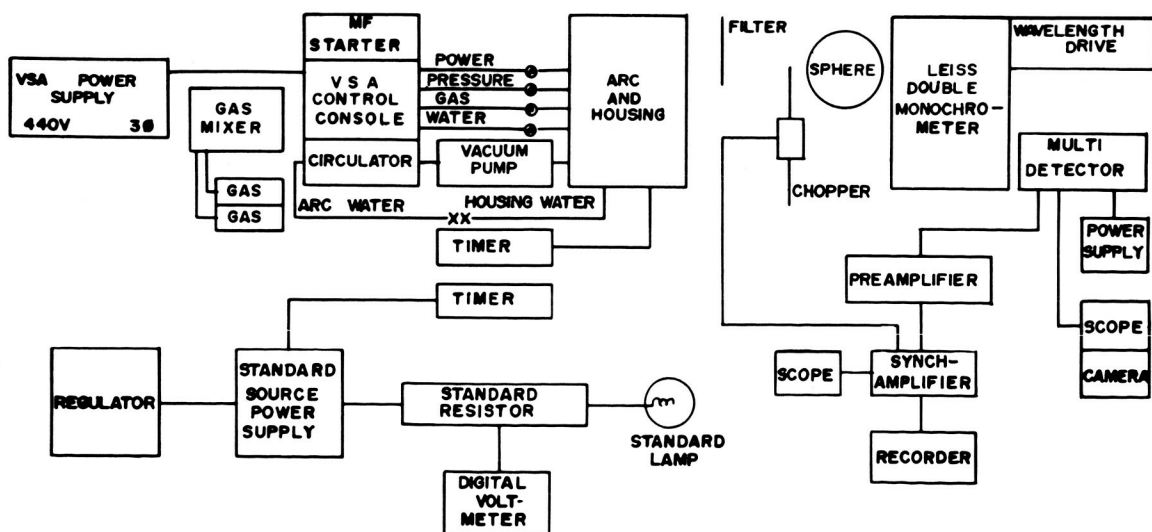 VSA POWER
SUPPLY
440V 3Ø
GAS
MIXER
GAS
GAS
MF
STARTER
VSA
CONTROL
CONSOLE
CIRCULATOR
POWER
PRESSURE
GAS
WATER
VACUUM
PUMP
ARC
AND
HOUSING
ARC WATER
XX
HOUSING WATER
TIMER
TIMER
REGULATOR
STANDARD
SOURCE
POWER
SUPPLY
STANDARD
RESISTOR
DIGITAL
VOLT-
METER
STANDARD
LAMP
FILTER
SPHERE
CHOPPER
LEISS
DOUBLE
MONOCHRO-
METER
WAVELENGTH
DRIVE
MULTI
DETECTOR
POWER
SUPPLY
PREAMPLIFIER
SCOPE
CAMERA
SCOPE
SYNCH-
AMPLIFIER
RECORDER